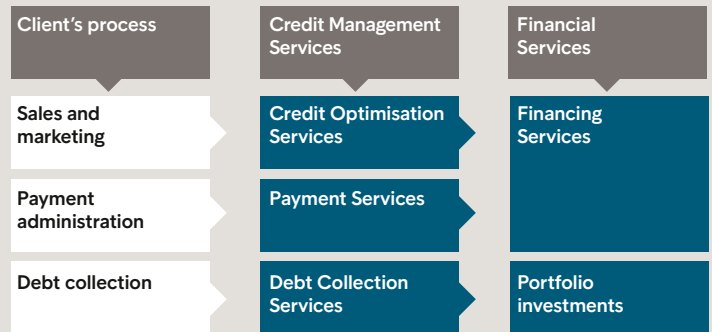 Client's process
Credit Management
Services
Financial
Services
Sales and
marketing
Credit Optimisation
Services
Financing
Services
Payment
administration
Payment Services
Debt collection
Debt Collection
Services
Portfolio
investments